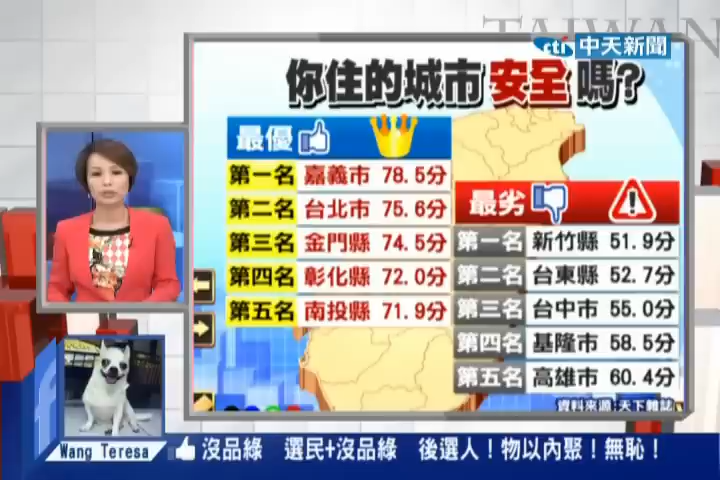 TAIWAN
cti 中天新聞
你住的城市安全嗎?
最優
第一名 嘉義市 78.5分
第二名 台北市 75.6分
第三名 金門縣 74.5分
第四名 彰化縣 72.0分
第五名 南投縣 71.9分
最劣
第一名 新竹縣 51.9分
第二名 台東縣 52.7分
第三名 台中市 55.0分
第四名 基隆市 58.5分
第五名 高雄市 60.4分
資料來源:天下雜誌
Wang Teresa
沒品綠 選民+沒品綠 後選人!物以內聚!無恥!